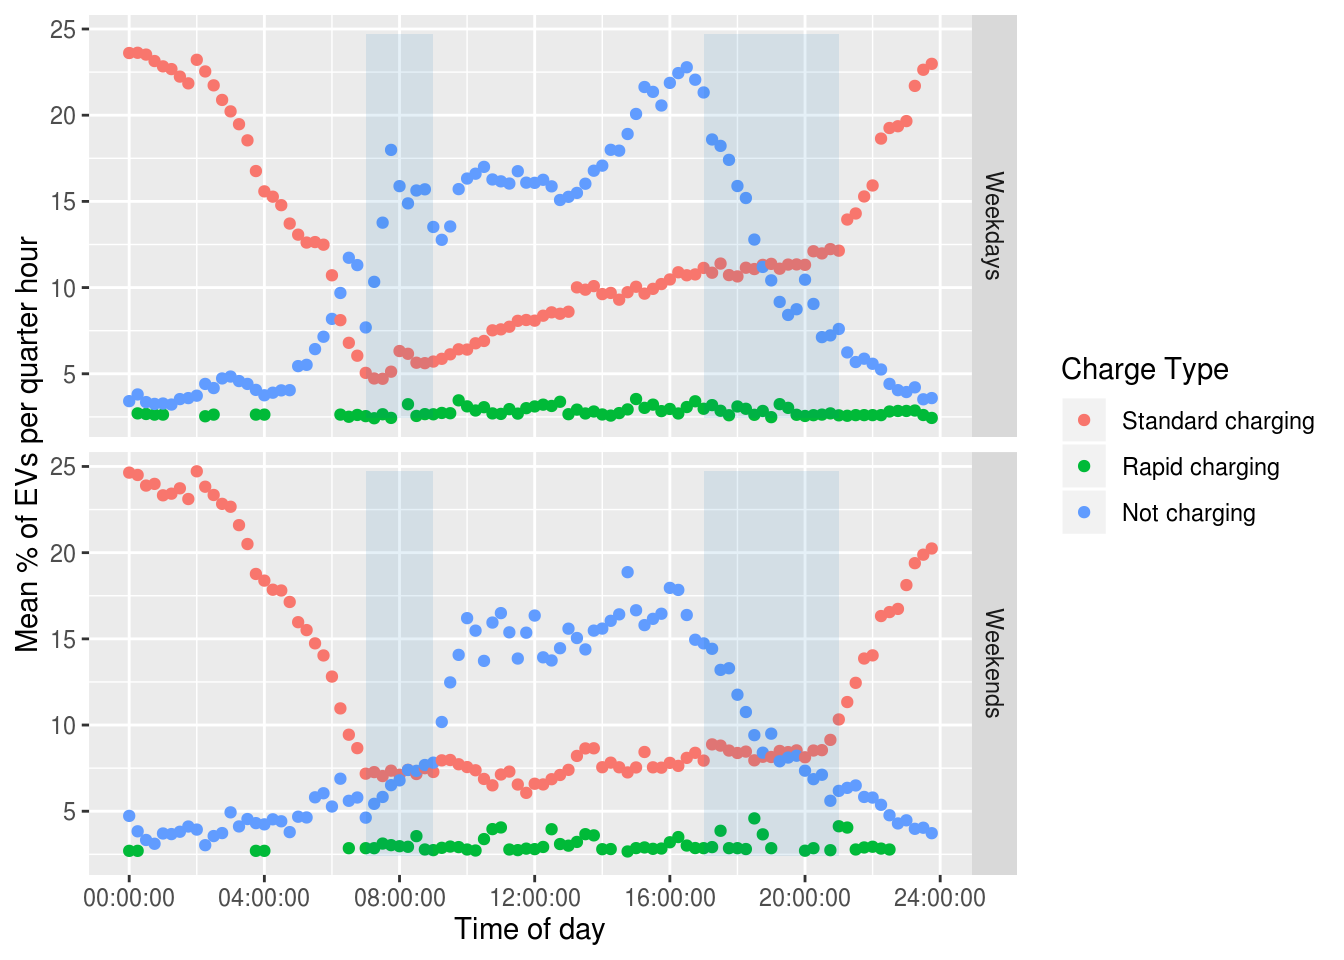 25
20
15
10
5
Weekdays
25
20
15
10
5
Weekends
Mean % of EVs per quarter hour
00:00:00 04:00:00 08:00:00 12:00:00 16:00:00 20:00:00 24:00:00
Time of day
Charge Type
Standard charging
Rapid charging
Not charging